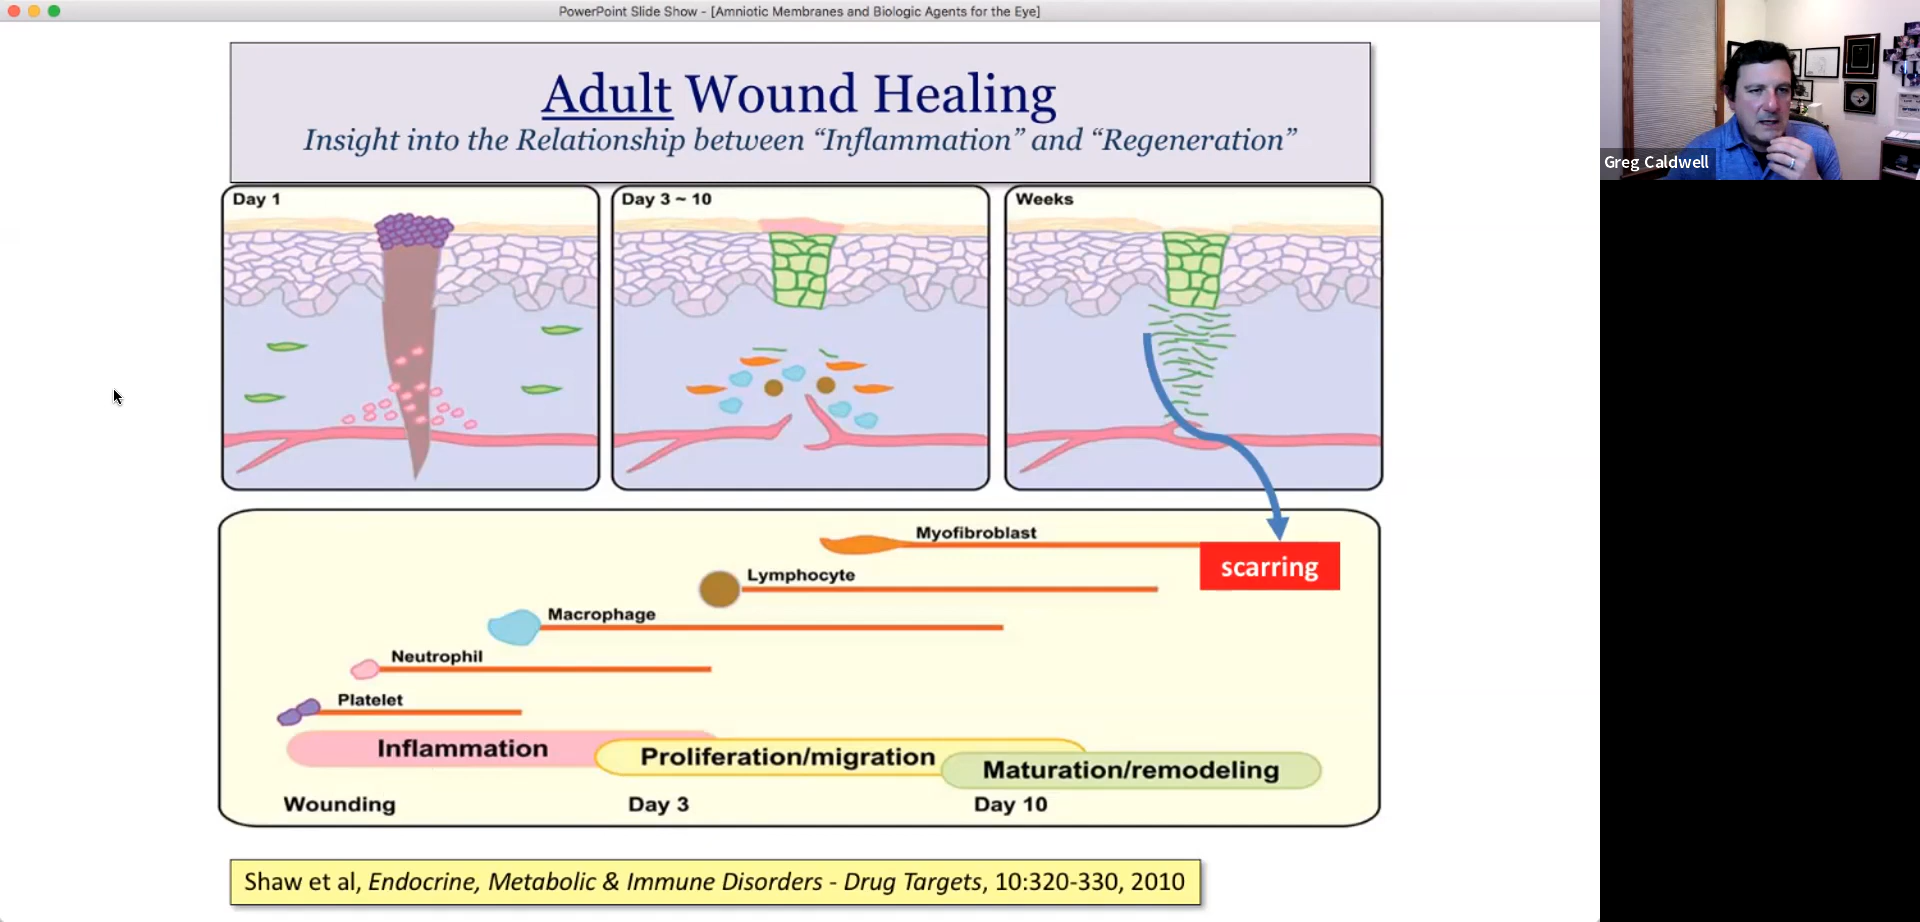 PowerPoint Slide Show - [Amniotic Membranes and Biologic Agents for the Eye]
Adult Wound Healing
Insight into the Relationship between “Inflammation” and “Regeneration”
Greg Caldwell
Day 1
Day 3 ~ 10
Weeks
Myofibroblast
scarring
Lymphocyte
Macrophage
Neutrophil
Platelet
Inflammation
Proliferation/migration
Maturation/remodeling
Wounding
Day 3
Day 10
Shaw et al, Endocrine, Metabolic & Immune Disorders - Drug Targets, 10:320-330, 2010